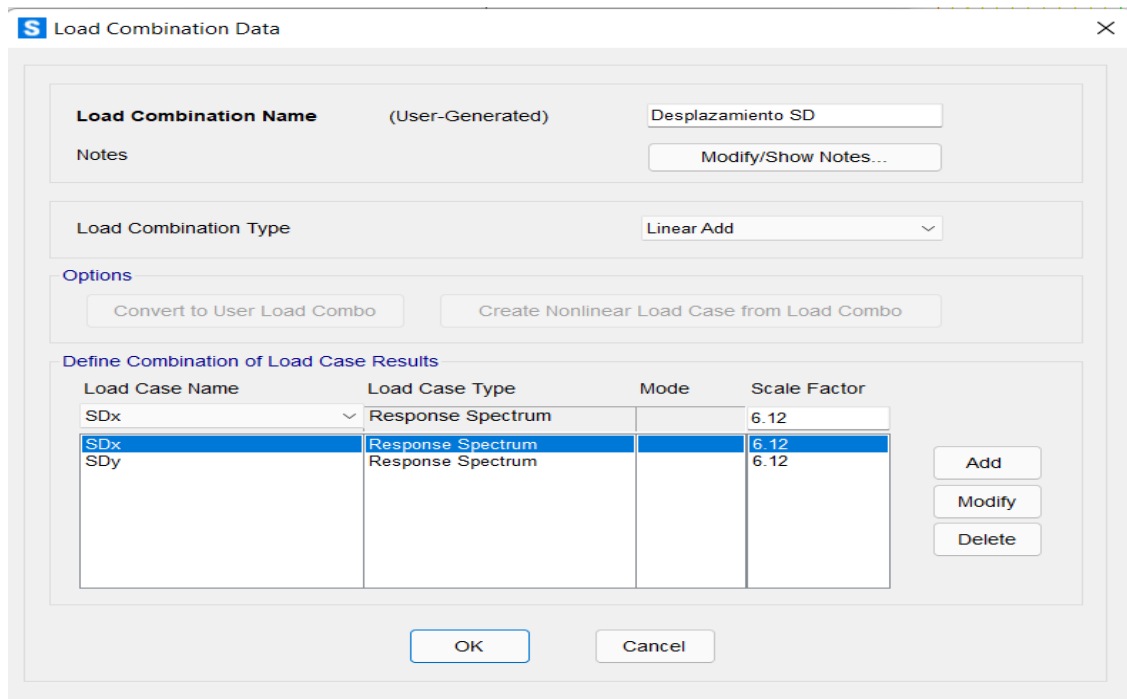 S Load Combination Data
Load Combination Name (User-Generated) Desplazamiento SD
Notes Modify/Show Notes...
Load Combination Type Linear Add
Options
Convert to User Load Combo Create Nonlinear Load Case from Load Combo
Define Combination of Load Case Results
Load Case Name Load Case Type Mode Scale Factor
SDx Response Spectrum 6.12
SDx Response Spectrum 6.12
SDy Response Spectrum 6.12
Add
Modify
Delete
OK Cancel